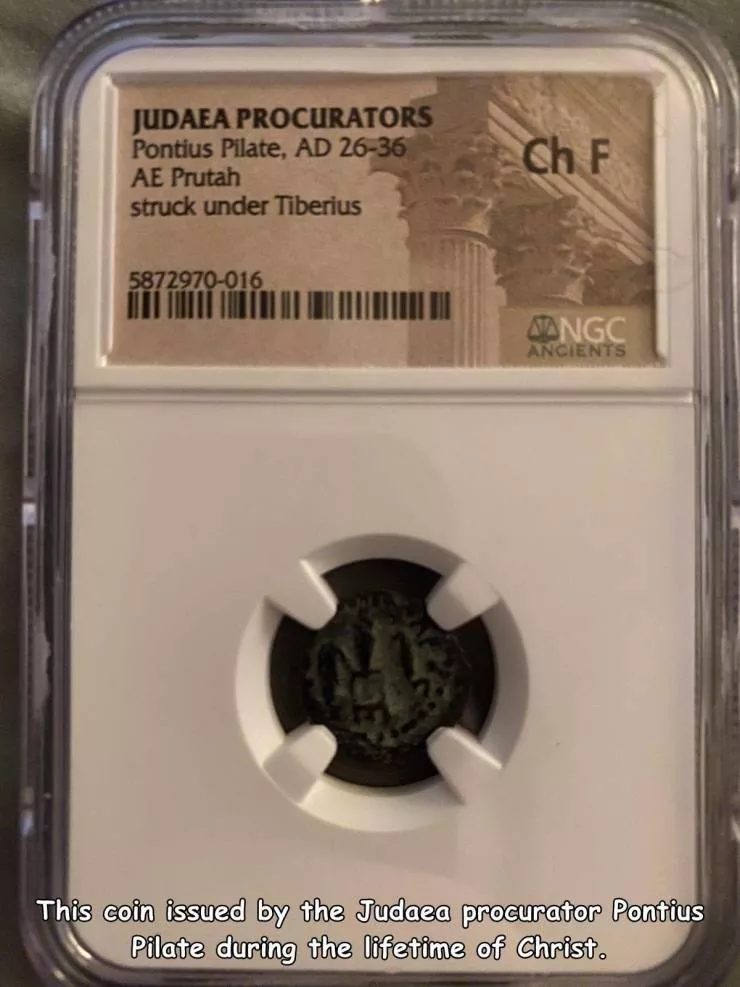 JUDAEA PROCURATORS
Pontius Pilate, AD 26-36
AE Prutah
struck under Tiberius
Ch F
5872970-016
NGC
ANCIENTS
This coin issued by the Judaea procurator Pontius
Pilate during the lifetime of Christ.